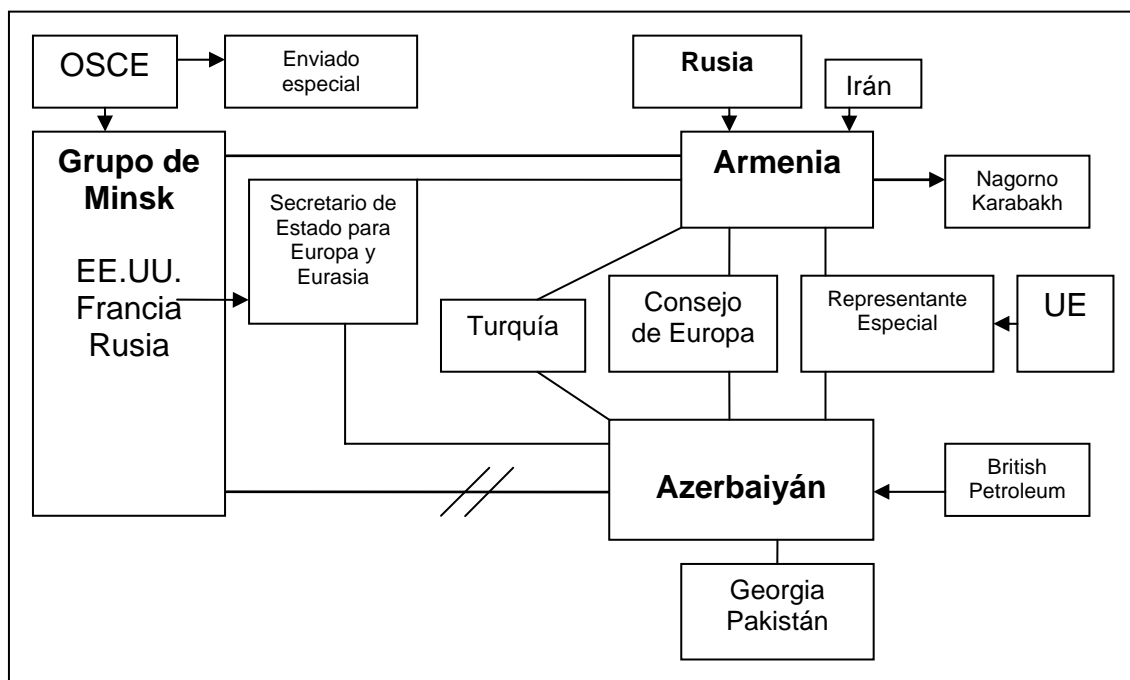 OSCE
Enviado
especial
Rusia
Irán
Grupo de
Minsk
EE.UU.
Francia
Rusia
Secretario de
Estado para
Europa y
Eurasia
Armenia
Nagorno
Karabakh
Turquía
Consejo
de Europa
Representante
Especial
UE
Azerbaiyán
British
Petroleum
Georgia
Pakistán